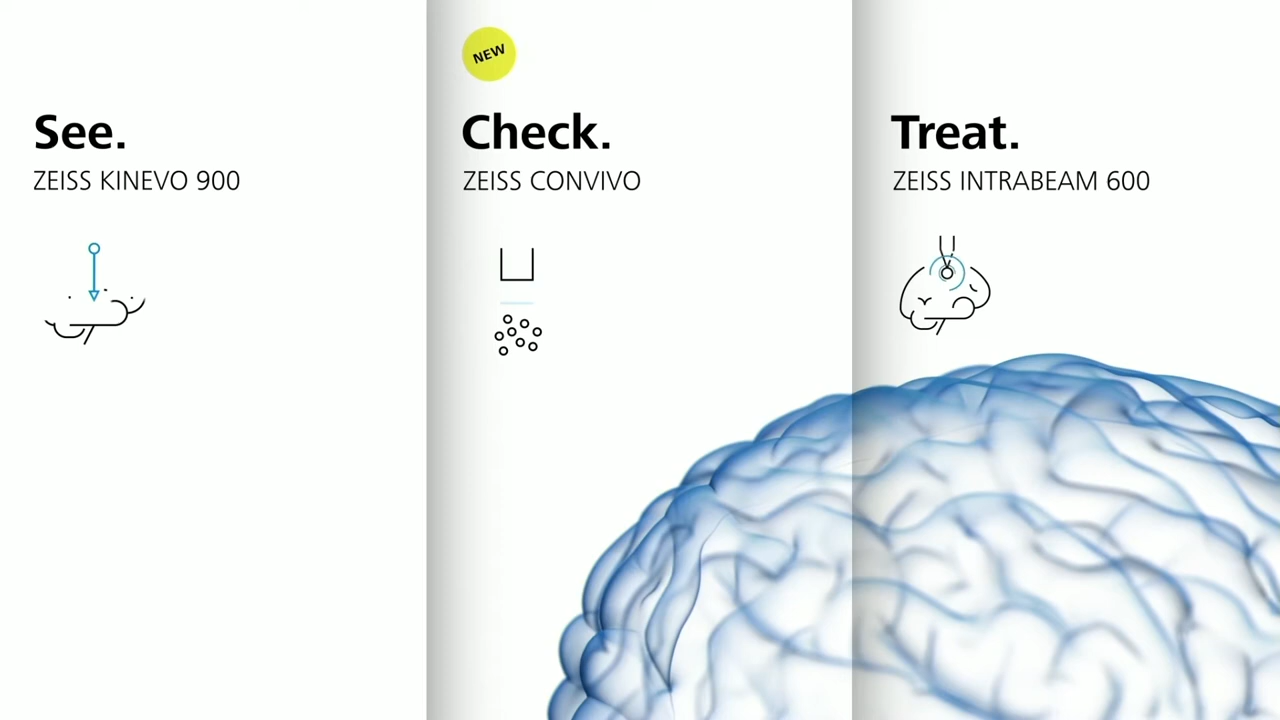 See.
ZEISS KINEVO 900
NEW
Check.
ZEISS CONVIVO
Treat.
ZEISS INTRABEAM 600